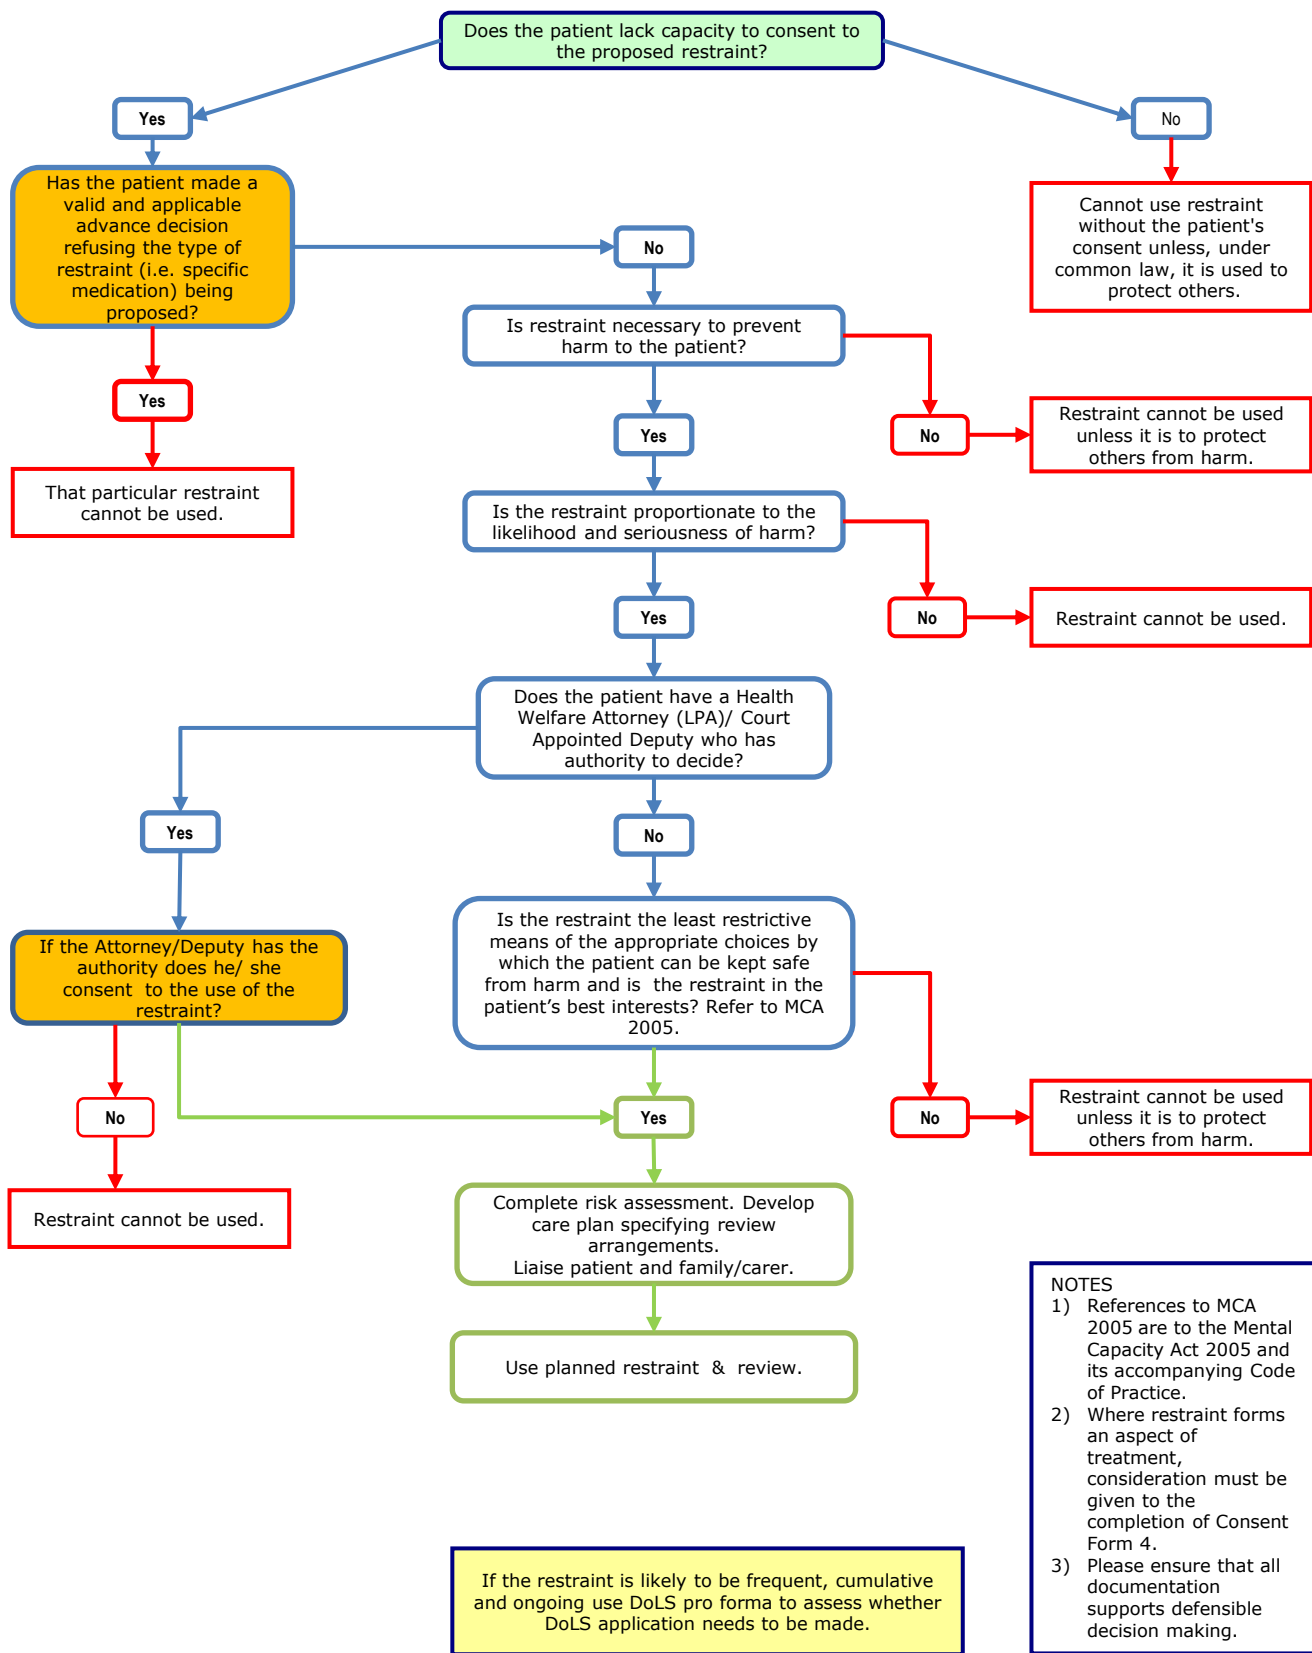 Does the patient lack capacity to consent to
the proposed restraint?
Yes
No
Has the patient made a
valid and applicable
advance decision
refusing the type of
restraint (i.e. specific
medication) being
proposed?
No
Cannot use restraint
without the patient's
consent unless, under
common law, it is used to
protect others.
Is restraint necessary to prevent
harm to the patient?
Yes
Yes
No
Restraint cannot be used
unless it is to protect
others from harm.
That particular restraint
cannot be used.
Is the restraint proportionate to the
likelihood and seriousness of harm?
Yes
No
Restraint cannot be used.
Does the patient have a Health
Welfare Attorney (LPA)/ Court
Appointed Deputy who has
authority to decide?
Yes
No
If the Attorney/Deputy has the
authority does he/ she
consent  to the use of the
restraint?
Is the restraint the least restrictive
means of the appropriate choices by
which the patient can be kept safe
from harm and is  the restraint in the
patient’s best interests? Refer to MCA
2005.
No
Yes
No
Restraint cannot be used
unless it is to protect
others from harm.
Restraint cannot be used.
Complete risk assessment. Develop
care plan specifying review
arrangements.
Liaise patient and family/carer.
Use planned restraint  & review.
NOTES
1) References to MCA
2005 are to the Mental
Capacity Act 2005 and
its accompanying Code
of Practice.
2) Where restraint forms
an aspect of
treatment,
consideration must be
given to the
completion of Consent
Form 4.
3) Please ensure that all
documentation
supports defensible
decision making.
If the restraint is likely to be frequent, cumulative
and ongoing use DoLS pro forma to assess whether
DoLS application needs to be made.